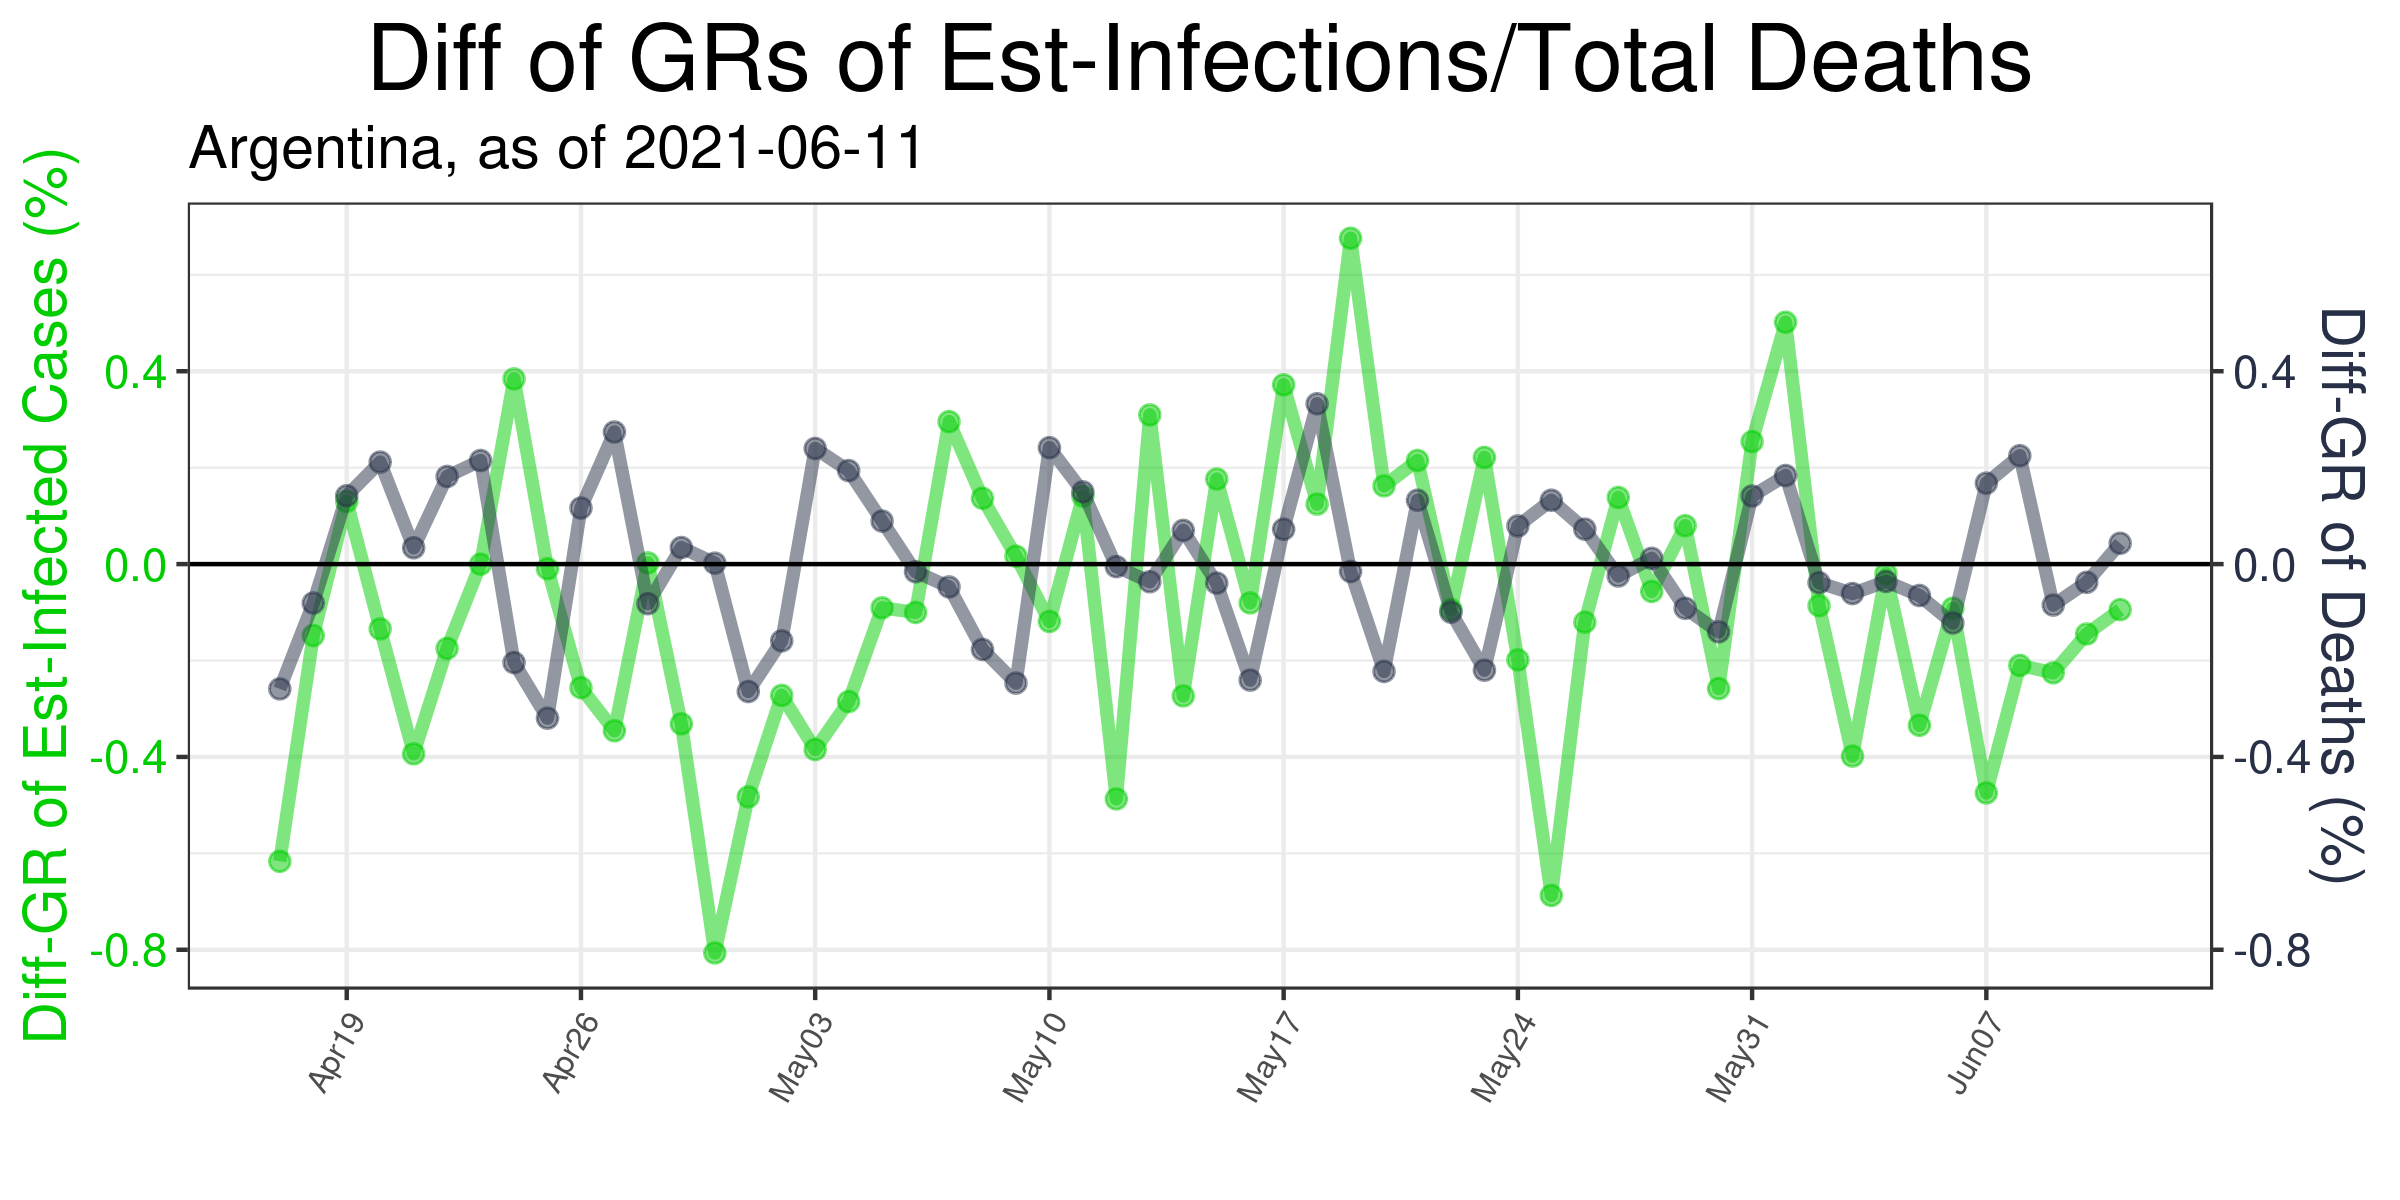 Diff of GRs of Est-Infections/Total Deaths
Argentina, as of 2021-06-11
Diff-GR of Est-Infected Cases (%)
0.4
0.0
-0.4
-0.8
0.4
0.0
-0.4
-0.8
Diff-GR of Deaths (%)
Apr19
Apr26
May03
May10
May17
May24
May31
Jun07